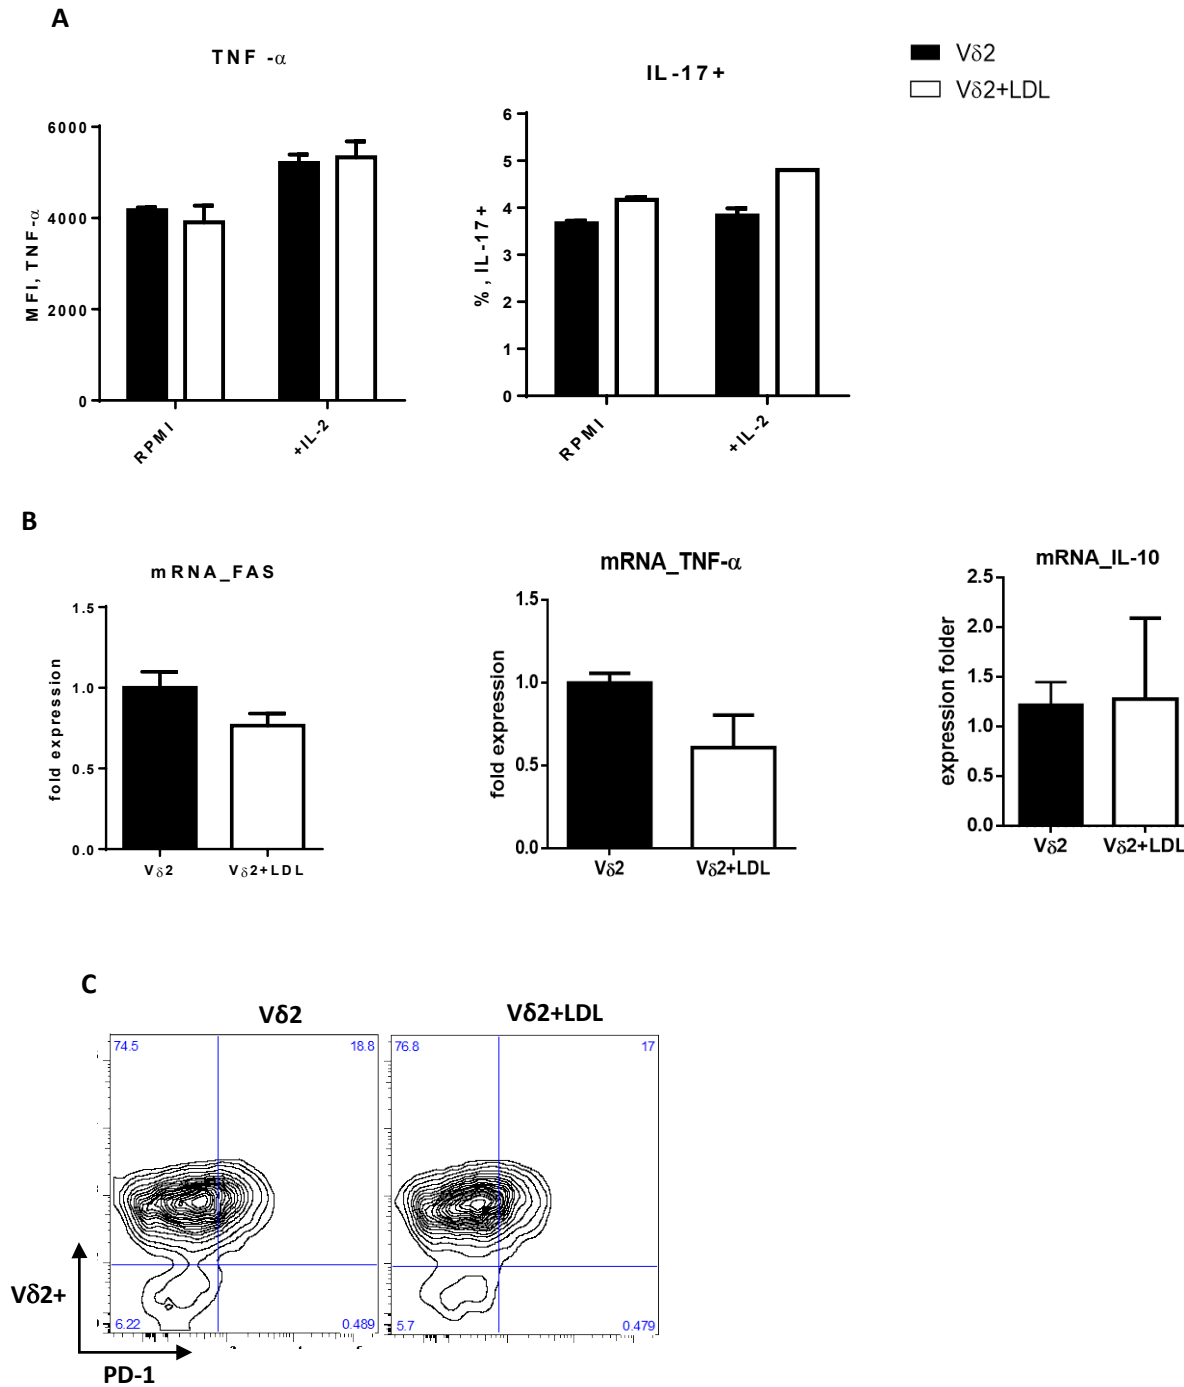 A
TNF -α
IL-17+
Vδ2
Vδ2+LDL
MFI, TNF-α
6000
4000
2000
0
RPMI
+IL-2
%, IL-17+
6
5
4
3
2
1
0
RPMI
+IL-2
B
mRNA_FAS
mRNA_TNF-α
mRNA_IL-10
fold expression
1.5
1.0
0.5
0.0
Vδ2
Vδ2+LDL
fold expression
1.5
1.0
0.5
0.0
Vδ2
Vδ2+LDL
expression folder
2.5
2.0
1.5
1.0
0.5
0.0
Vδ2
Vδ2+LDL
C
Vδ2
Vδ2+LDL
74.5
18.8
76.8
17
6.22
0.489
5.7
0.479
Vδ2+
PD-1